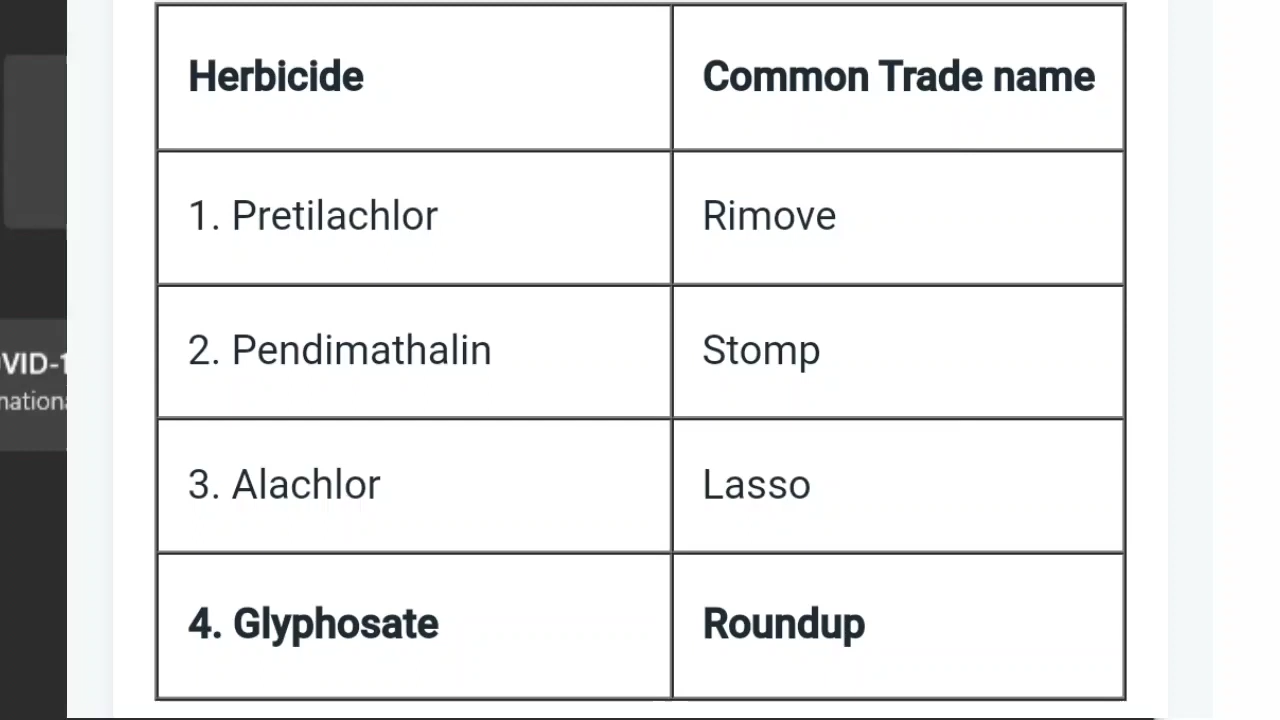 Herbicide Common Trade name
1. Pretilachlor Rimove
2. Pendimathalin Stomp
3. Alachlor Lasso
4. Glyphosate Roundup